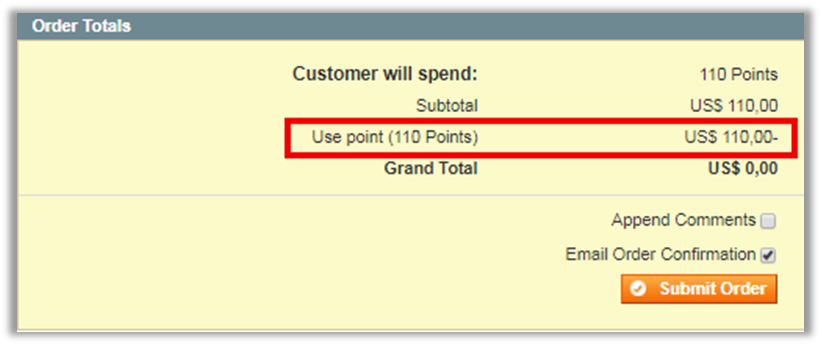 Order Totals
Customer will spend: 110 Points
Subtotal US$ 110,00
Use point (110 Points) US$ 110,00-
Grand Total US$ 0,00
Append Comments
Email Order Confirmation
Submit Order